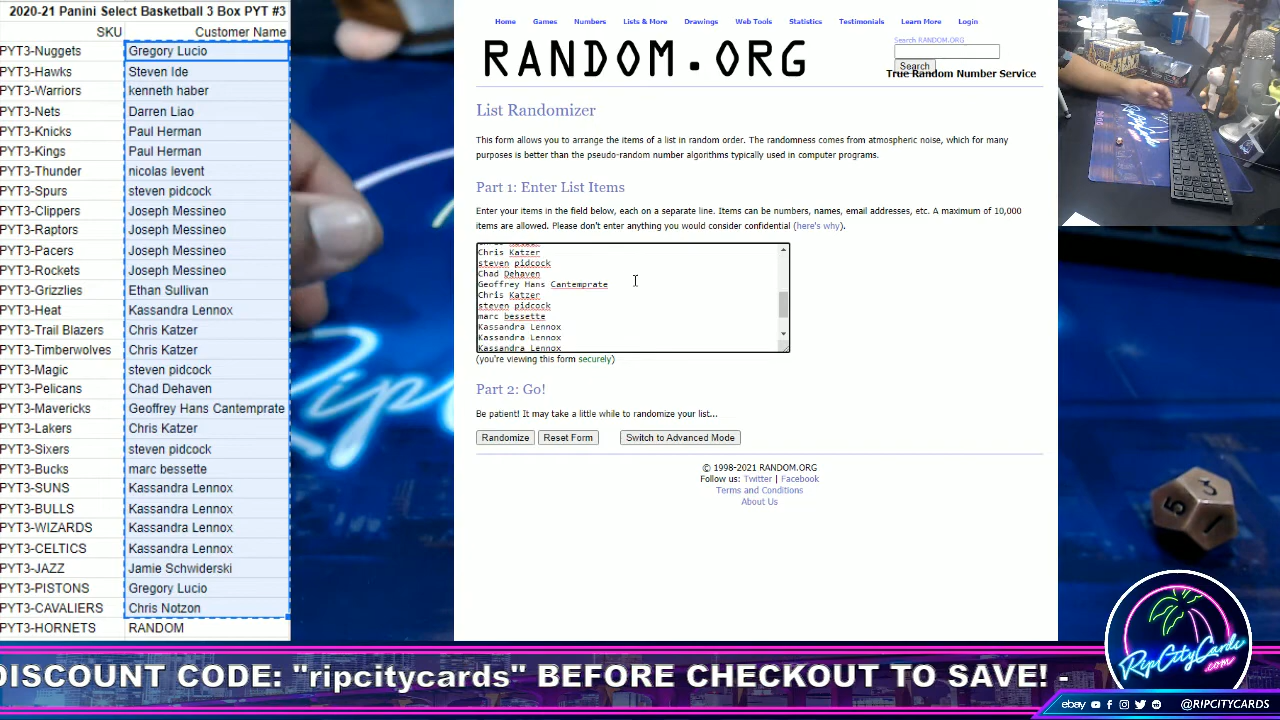 2020-21 Panini Select Basketball 3 Box PYT #3
SKU Customer Name
PYT3-Nuggets Gregory Lucio
PYT3-Hawks Steven Ide
PYT3-Warriors kenneth haber
PYT3-Nets Darren Liao
PYT3-Knicks Paul Herman
PYT3-Kings Paul Herman
PYT3-Thunder nicolas levent
PYT3-Spurs steven pidcock
PYT3-Clippers Joseph Messineo
PYT3-Raptors Joseph Messineo
PYT3-Pacers Joseph Messineo
PYT3-Rockets Joseph Messineo
PYT3-Grizzlies Ethan Sullivan
PYT3-Heat Kassandra Lennox
PYT3-Trail Blazers Chris Katzer
PYT3-Timberwolves Chris Katzer
PYT3-Magic steven pidcock
PYT3-Pelicans Chad Dehaven
PYT3-Mavericks Geoffrey Hans Cantemprate
PYT3-Lakers Chris Katzer
PYT3-Sixers steven pidcock
PYT3-Bucks marc bessette
PYT3-SUNS Kassandra Lennox
PYT3-BULLS Kassandra Lennox
PYT3-WIZARDS Kassandra Lennox
PYT3-CELTICS Kassandra Lennox
PYT3-JAZZ Jamie Schwiderski
PYT3-PISTONS Gregory Lucio
PYT3-CAVALIERS Chris Notzon
PYT3-HORNETS RANDOM
Home Games Numbers Lists & More Drawings Web Tools Statistics Testimonials Learn More Login
RANDOM.ORG
Search RANDOM.ORG
Search
True Random Number Service
List Randomizer
This form allows you to arrange the items of a list in random order. The randomness comes from atmospheric noise, which for many
purposes is better than the pseudo-random number algorithms typically used in computer programs.
Part 1: Enter List Items
Enter your items in the field below, each on a separate line. Items can be numbers, names, email addresses, etc. A maximum of 10,000
items are allowed. Please don't enter anything you would consider confidential (here's why).
Chris Katzer
steven pidcock
Chad Dehaven
Geoffrey Hans Cantemprate
Chris Katzer
steven pidcock
marc bessette
Kassandra Lennox
Kassandra Lennox
Kassandra Lennox
(you're viewing this form securely)
Part 2: Go!
Be patient! It may take a little while to randomize your list...
Randomize Reset Form Switch to Advanced Mode
© 1998-2021 RANDOM.ORG
Follow us: Twitter | Facebook
Terms and Conditions
About Us
5
1
RipCityCards
.com
DISCOUNT CODE: "ripcitycards " BEFORE CHECKOUT TO SAVE! -
ebay @RIPCITYCARDS